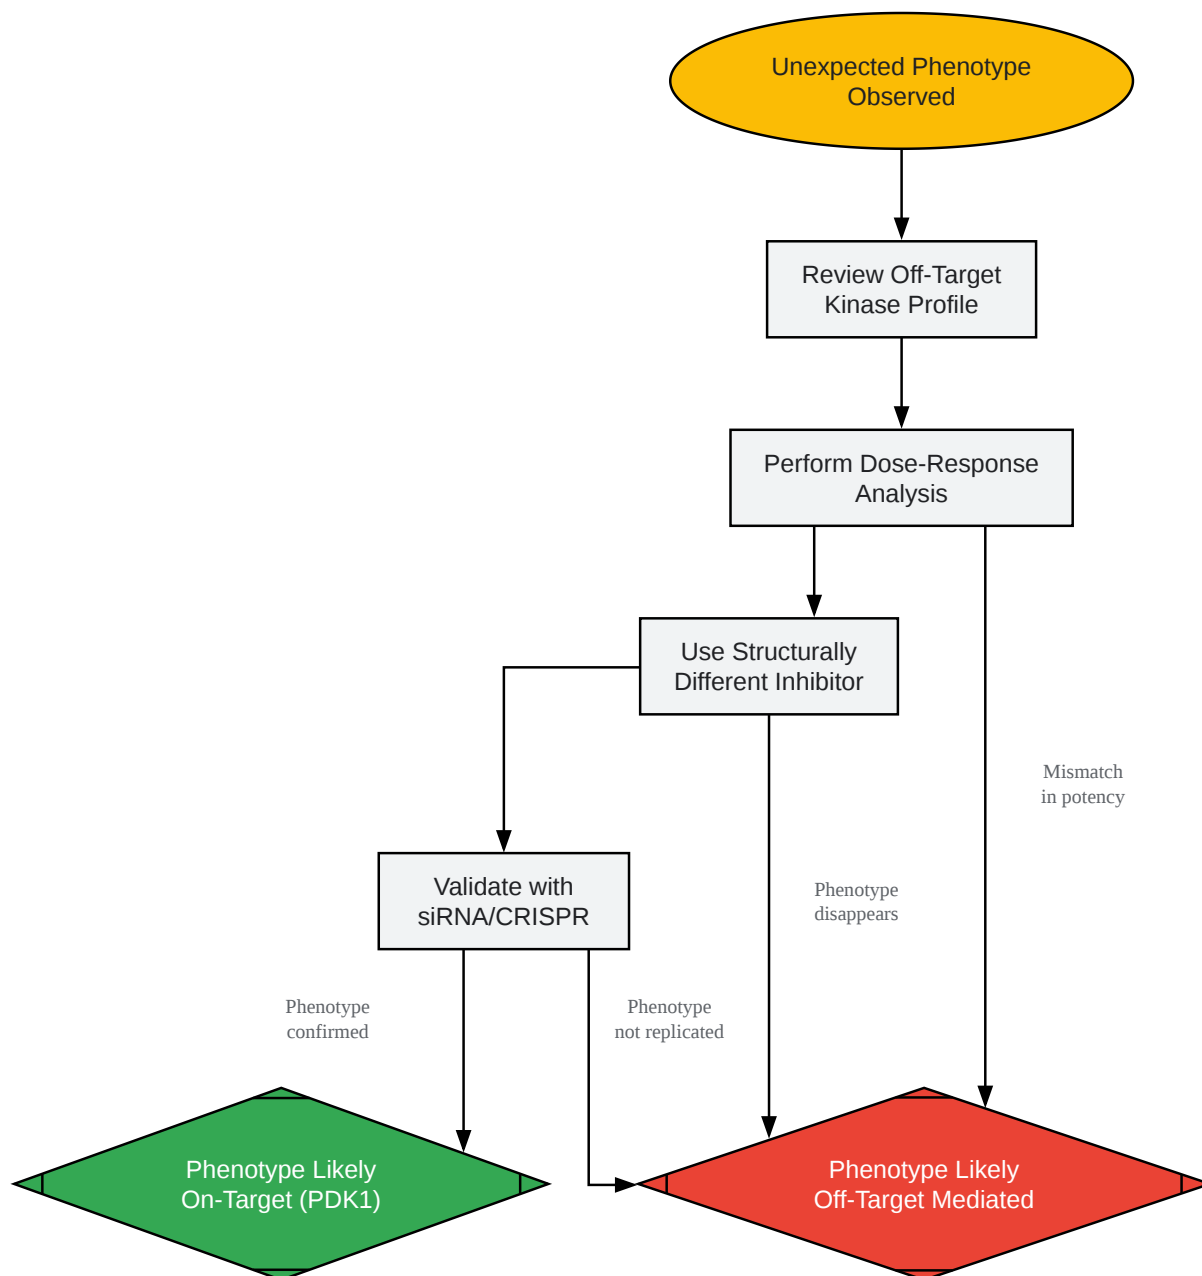 Unexpected Phenotype
Observed
Review Off-Target
Kinase Profile
Perform Dose-Response
Analysis
Use Structurally
Different Inhibitor
Mismatch
in potency
Validate with
siRNA/CRISPR
Phenotype
disappears
Phenotype
confirmed
Phenotype
not replicated
Phenotype Likely
On-Target (PDK1)
Phenotype Likely
Off-Target Mediated